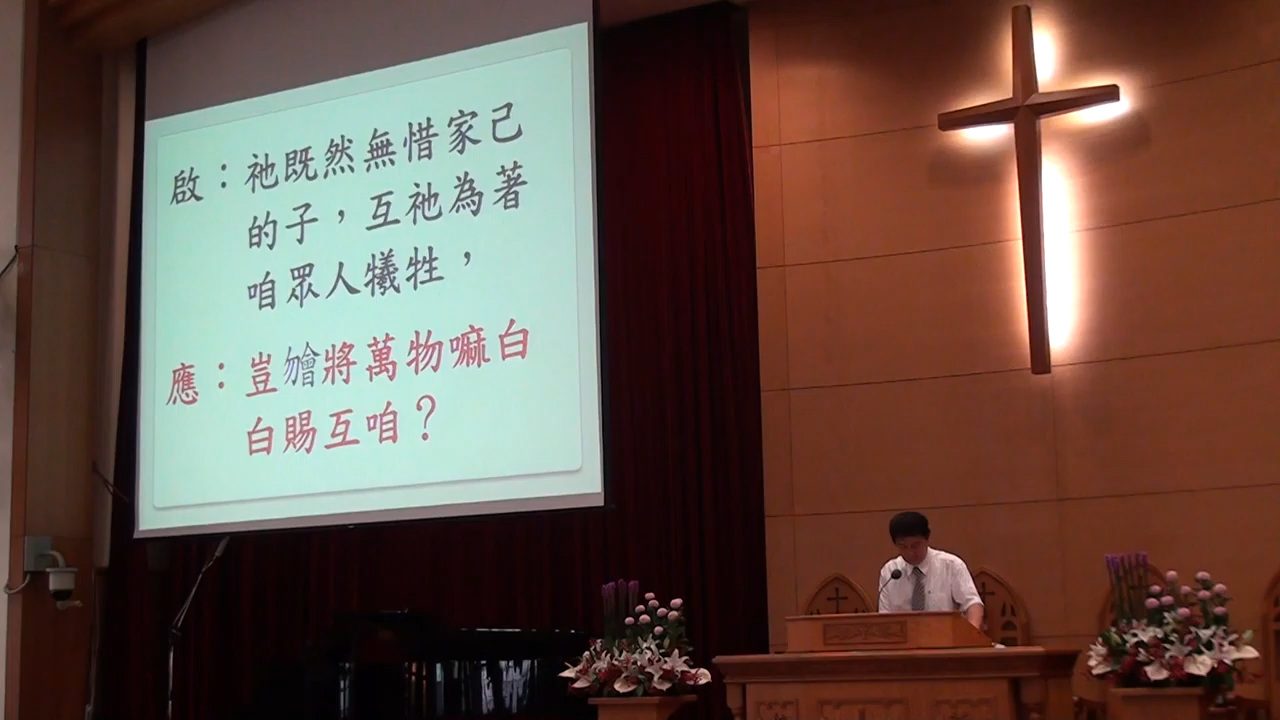 啟：祂既然無惜家己
的子，互祂為著
咱眾人犧牲，
應：豈𣍐將萬物嘛白
白賜互咱？